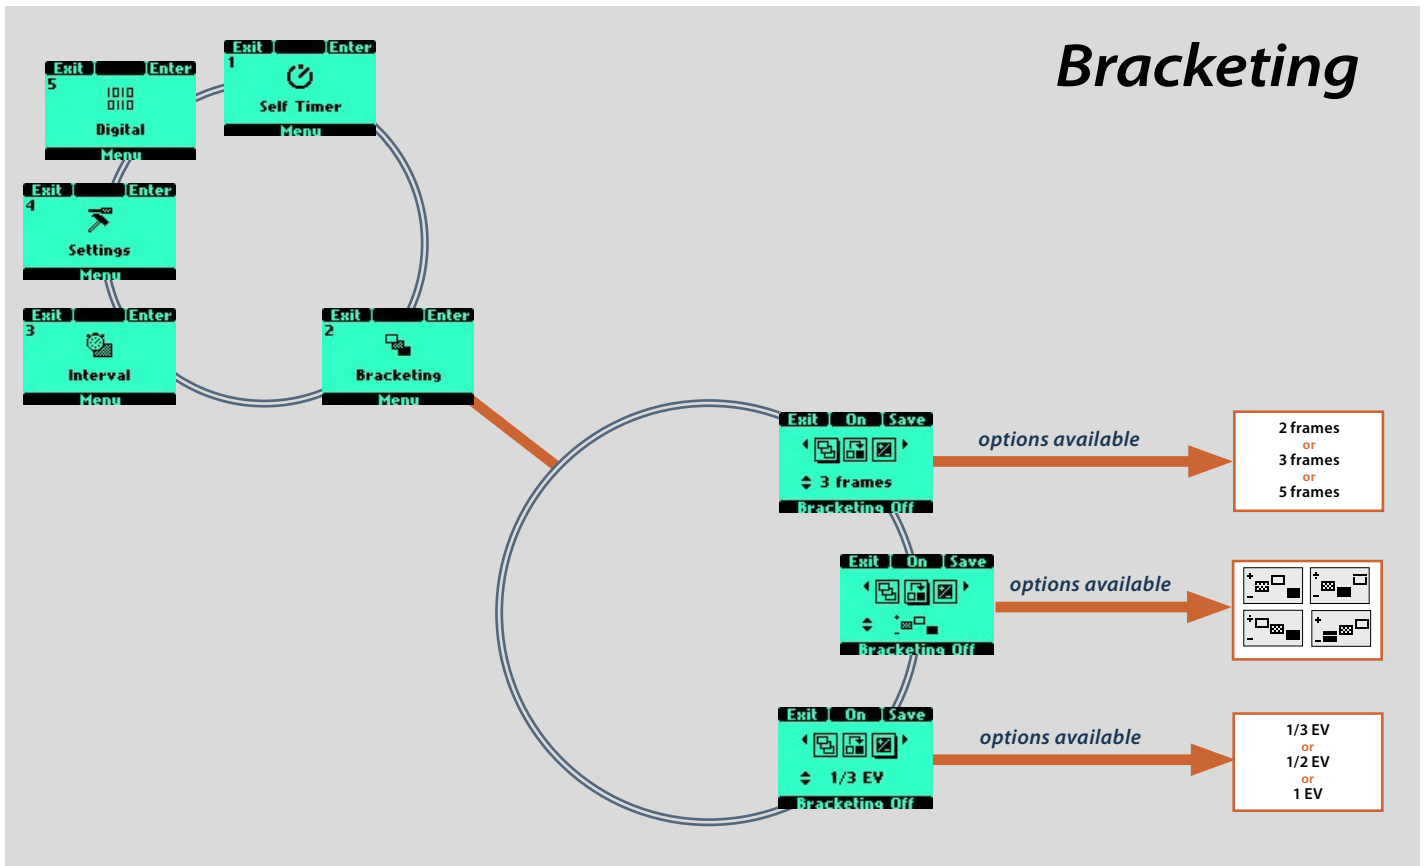 Bracketing
Exit Enter
1
Self Timer
Menu
Exit Enter
5
1010
0110
Digital
Menu
Exit Enter
4
Settings
Menu
Exit Enter
3
Interval
Menu
Exit Enter
2
Bracketing
Menu
Exit On Save
3 frames
Bracketing Off
options available
2 frames
or
3 frames
or
5 frames
Exit On Save
Bracketing Off
options available
Exit On Save
1/3 EV
Bracketing Off
options available
1/3 EV
or
1/2 EV
or
1 EV